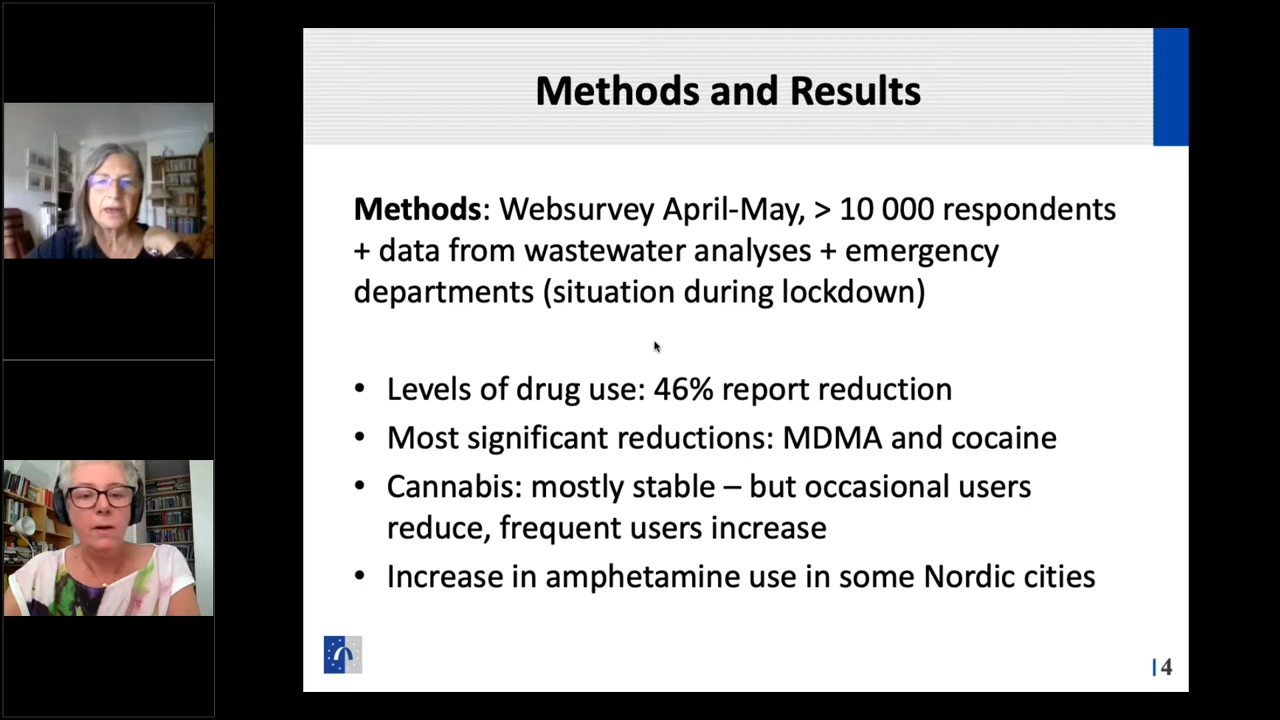 Methods and Results
Methods: Websurvey April-May, > 10 000 respondents
+ data from wastewater analyses + emergency
departments (situation during lockdown)
• Levels of drug use: 46% report reduction
• Most significant reductions: MDMA and cocaine
• Cannabis: mostly stable – but occasional users
reduce, frequent users increase
• Increase in amphetamine use in some Nordic cities
| 4